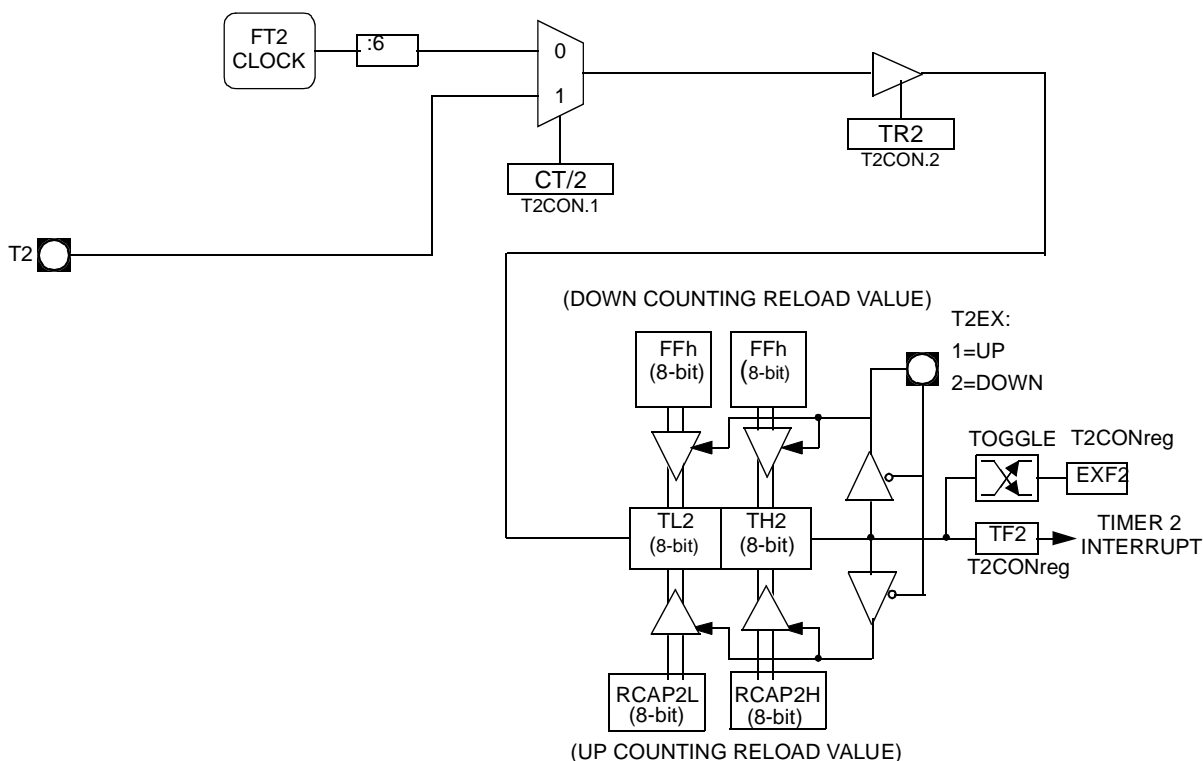 FT2
CLOCK
:6
0
1
TR2
T2CON.2
CT/2
T2CON.1
T2
(DOWN COUNTING RELOAD VALUE)
T2EX:
1=UP
2=DOWN
FFh
(8-bit)
FFh
(8-bit)
TOGGLE
T2CONreg
EXF2
TL2
(8-bit)
TH2
(8-bit)
TF2
TIMER 2
INTERRUPT
T2CONreg
RCAP2L
(8-bit)
RCAP2H
(8-bit)
(UP COUNTING RELOAD VALUE)